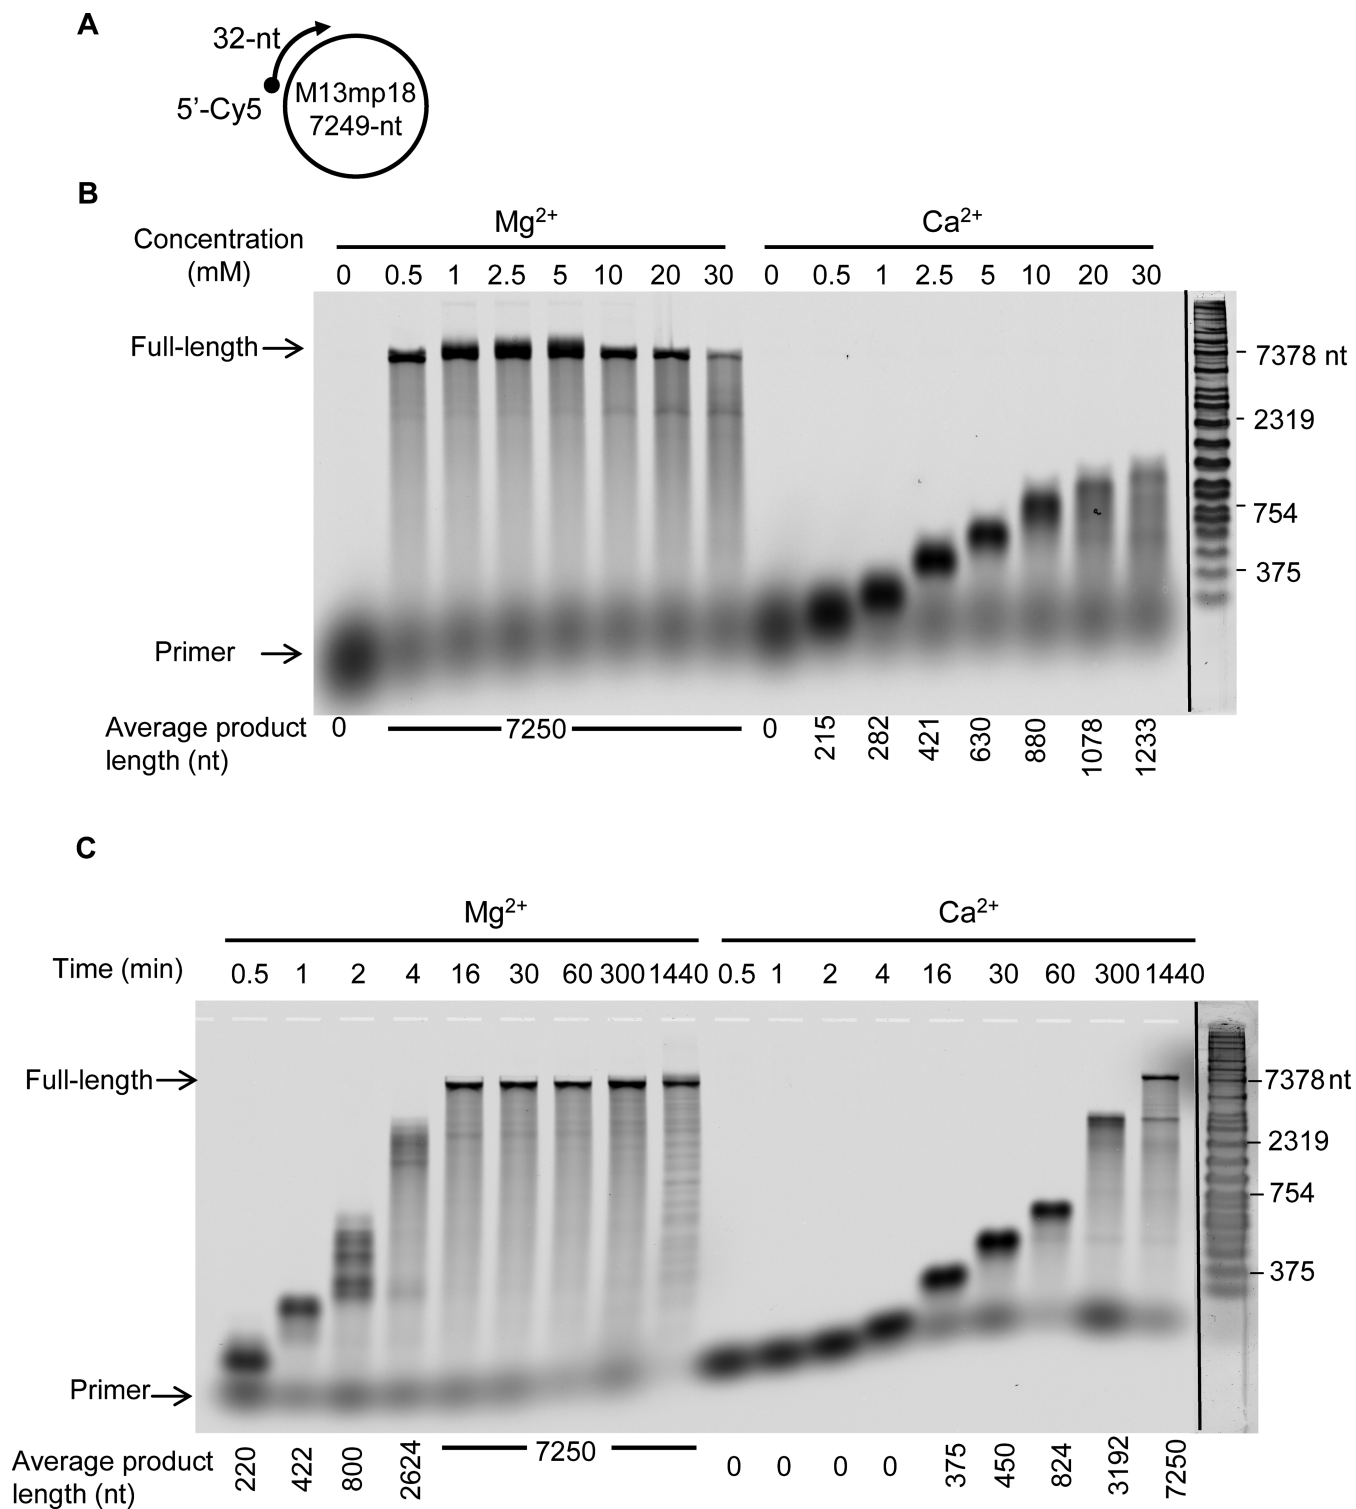 A
32-nt
5’-Cy5
M13mp18
7249-nt
B
Mg2+ Ca2+
Concentration
(mM)
0 0.5 1 2.5 5 10 20 30 0 0.5 1 2.5 5 10 20 30
Full-length
7378 nt
2319
754
375
Primer
Average product
length (nt)
0 7250 0 215 282 421 630 880 1078 1233
C
Mg2+ Ca2+
Time (min) 0.5 1 2 4 16 30 60 300 1440 0.5 1 2 4 16 30 60 300 1440
Full-length
7378 nt
2319
754
375
Primer
Average product
length (nt)
220 422 800 2624 7250 0 0 0 0 375 450 824 3192 7250